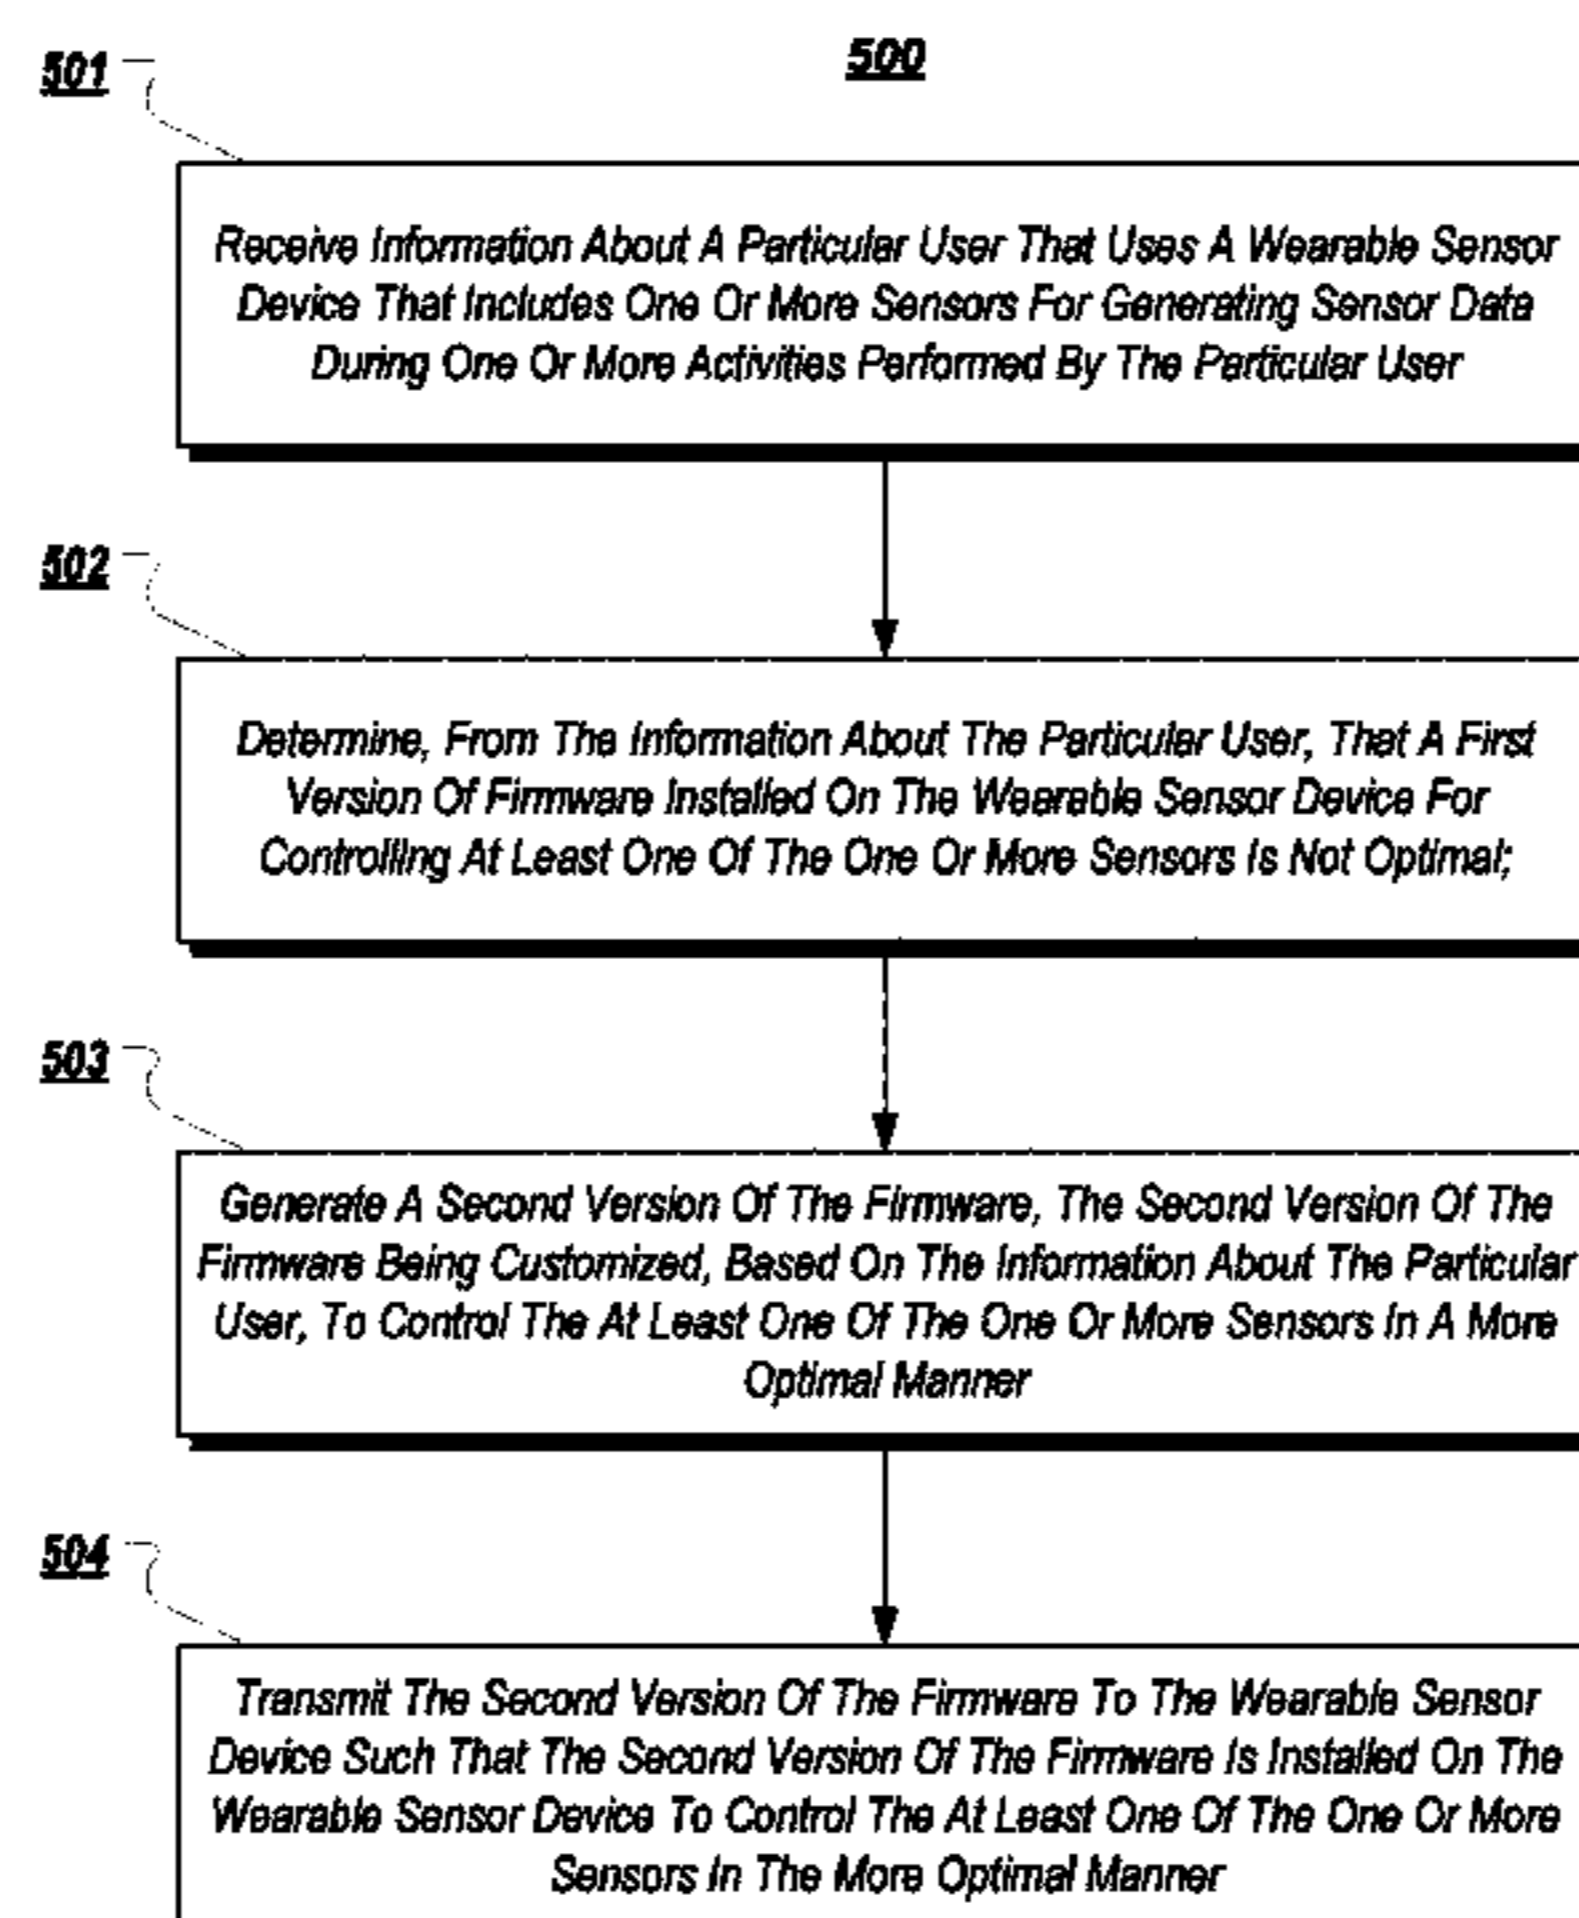 500
501
Receive Information About A Particular User That Uses A Wearable Sensor
Device That Includes One Or More Sensors For Generating Sensor Data
During One Or More Activities Performed By The Particular User
502
Determine, From The Information About The Particular User, That A First
Version Of Firmware Installed On The Wearable Sensor Device For
Controlling At Least One Of The One Or More Sensors Is Not Optimal;
503
Generate A Second Version Of The Firmware, The Second Version Of The
Firmware Being Customized, Based On The Information About The Particular
User, To Control The At Least One Of The One Or More Sensors In A More
Optimal Manner
504
Transmit The Second Version Of The Firmware To The Wearable Sensor
Device Such That The Second Version Of The Firmware Is Installed On The
Wearable Sensor Device To Control The At Least One Of The One Or More
Sensors In The More Optimal Manner